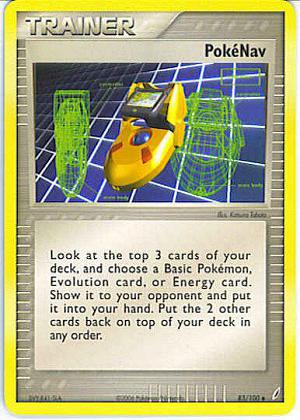 TRAINER
PokéNav
main body
Illus. Katsura Tabata
Look at the top 3 cards of your
deck, and choose a Basic Pokémon,
Evolution card, or Energy card.
Show it to your opponent and put
it into your hand. Put the 2 other
cards back on top of your deck in
any order.
83/100